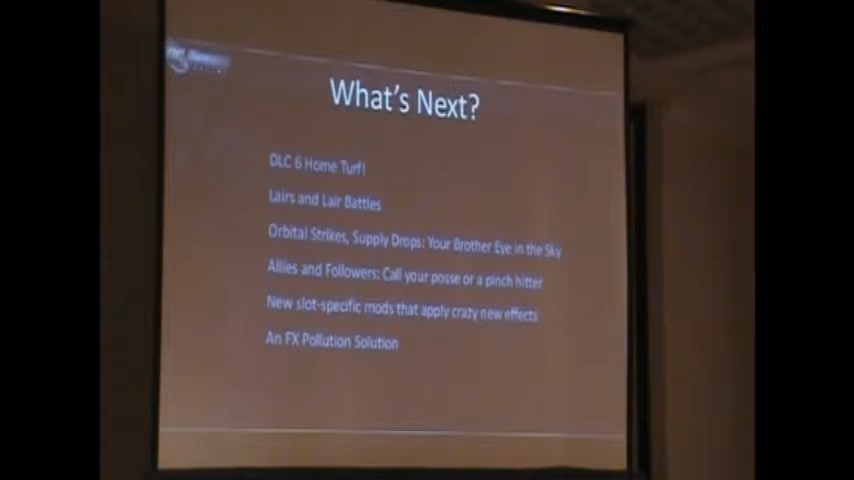 What's Next?
DLC 6 Home Turf!
Lairs and Lair Battles
Orbital Strikes, Supply Drops: Your Brother Eye in the Sky
Allies and Followers: Call your posse or a pinch hitter
New slot-specific mods that apply crazy new effects
An FX Pollution Solution